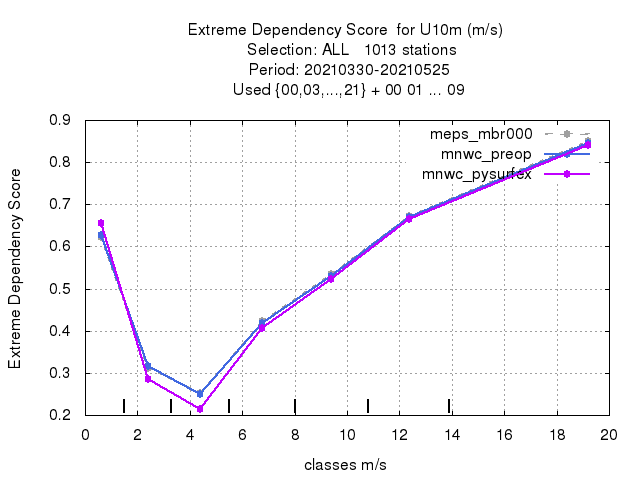 Extreme Dependency Score  for U10m (m/s)
Selection: ALL   1013 stations
Period: 20210330-20210525
Used {00,03,...,21} + 00 01 ... 09
meps_mbr000
mnwc_preop
mnwc_pysurfex
Extreme Dependency Score
0.9
0.8
0.7
0.6
0.5
0.4
0.3
0.2
0 2 4 6 8 10 12 14 16 18 20
classes m/s